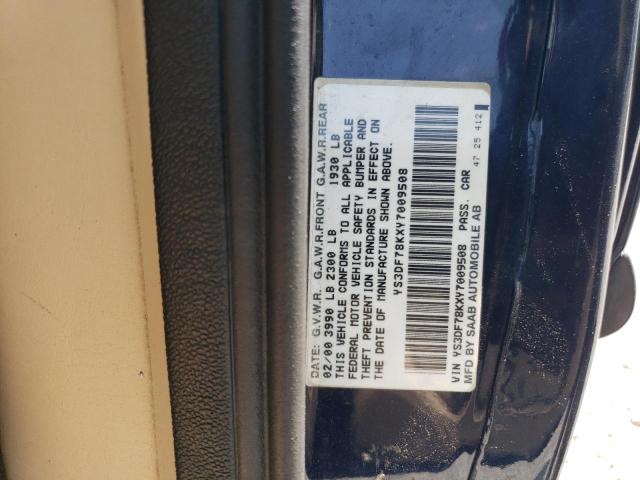 DATE: G.V.W.R. G.A.W.R.FRONT G.A.W.R.REAR
02/00 3990 LB 2300 LB 1930 LB
THIS VEHICLE CONFORMS TO ALL APPLICABLE
FEDERAL MOTOR VEHICLE SAFETY BUMPER AND
THEFT PREVENTION STANDARDS IN EFFECT ON
THE DATE OF MANUFACTURE SHOWN ABOVE.
YS3DF78KXY7009508
VIN YS3DF78KXY7009508 PASS. CAR
MFD BY SAAB AUTOMOBILE AB 47 25 412